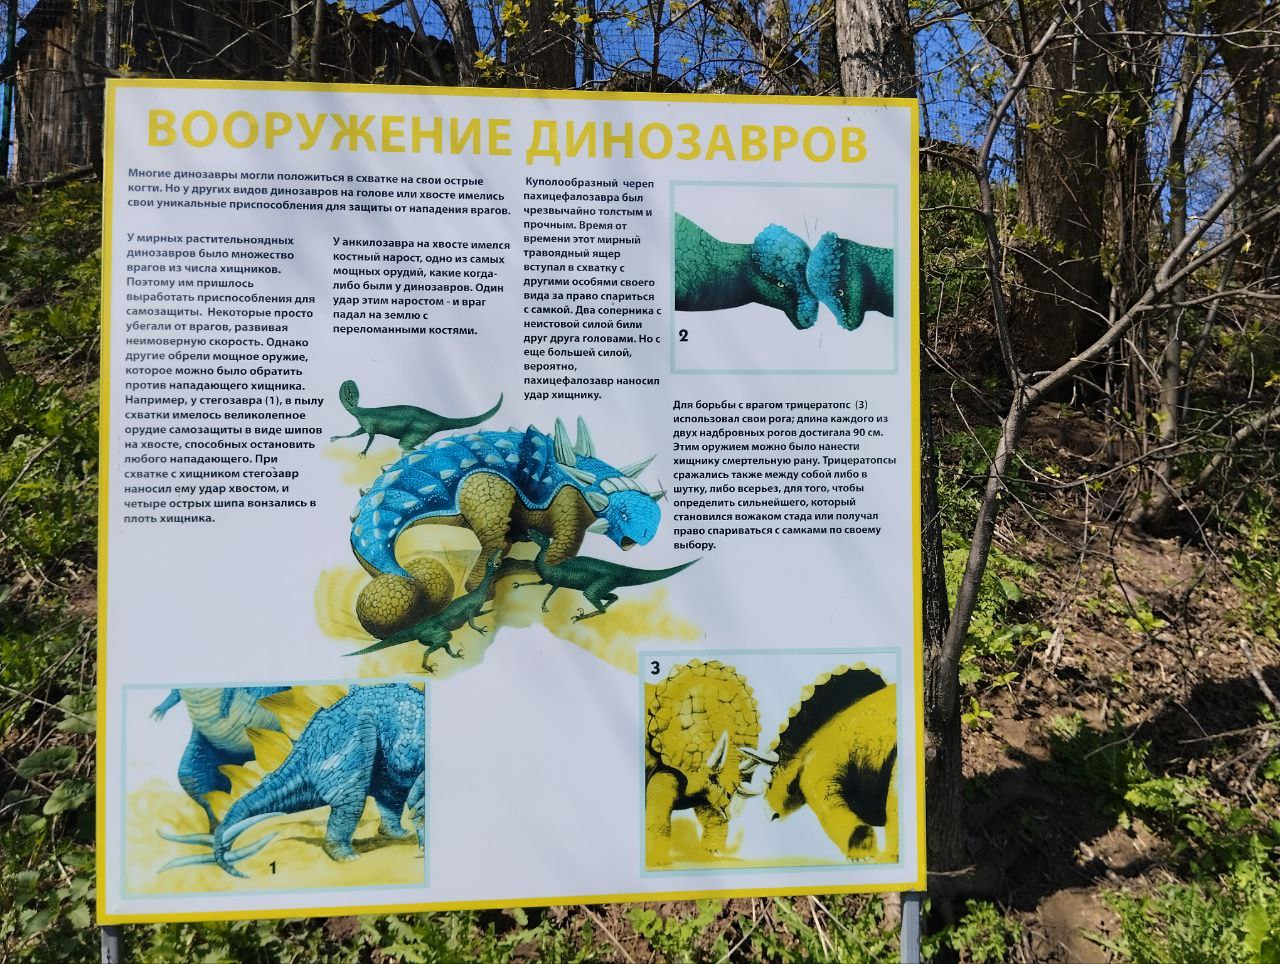 ВООРУЖЕНИЕ ДИНОЗАВРОВ
Многие динозавры могли положиться в схватке на свои острые
когти. Но у других видов динозавров на голове или хвосте имелись
свои уникальные приспособления для защиты от нападения врагов.
У мирных растительноядных
динозавров было множество
врагов из числа хищников.
Поэтому им пришлось
выработать приспособления для
самозащиты. Некоторые просто
убегали от врагов, развивая
неимоверную скорость. Однако
другие обрели мощное оружие,
которое можно было обратить
против нападающего хищника.
Например, у стегозавра (1), в пылу
схватки имелось великолепное
орудие самозащиты в виде шипов
на хвосте, способных остановить
любого нападающего. При
схватке с хищником стегозавр
наносил ему удар хвостом, и
четыре острых шипа вонзались в
плоть хищника.
У анкилозавра на хвосте имелся
костный нарост, одно из самых
мощных орудий, какие когда-
либо были у динозавров. Один
удар этим наростом - и враг
падал на землю с
переломанными костями.
Куполообразный череп
пахицефалозавра был
чрезвычайно толстым и
прочным. Время от
времени этот мирный
травоядный ящер
вступал в схватку с
другими особями своего
вида за право спариться
с самкой. Два соперника с
неистовой силой били
друг друга головами. Но с
еще большей силой,
вероятно,
пахицефалозавр наносил
удар хищнику.
2
Для борьбы с врагом трицератопс (3)
использовал свои рога; длина каждого из
двух надбровных рогов достигала 90 см.
Этим оружием можно было нанести
хищнику смертельную рану. Трицератопсы
сражались также между собой либо в
шутку, либо всерьез, для того, чтобы
определить сильнейшего, который
становился вожаком стада или получал
право спариваться с самками по своему
выбору.
1
3